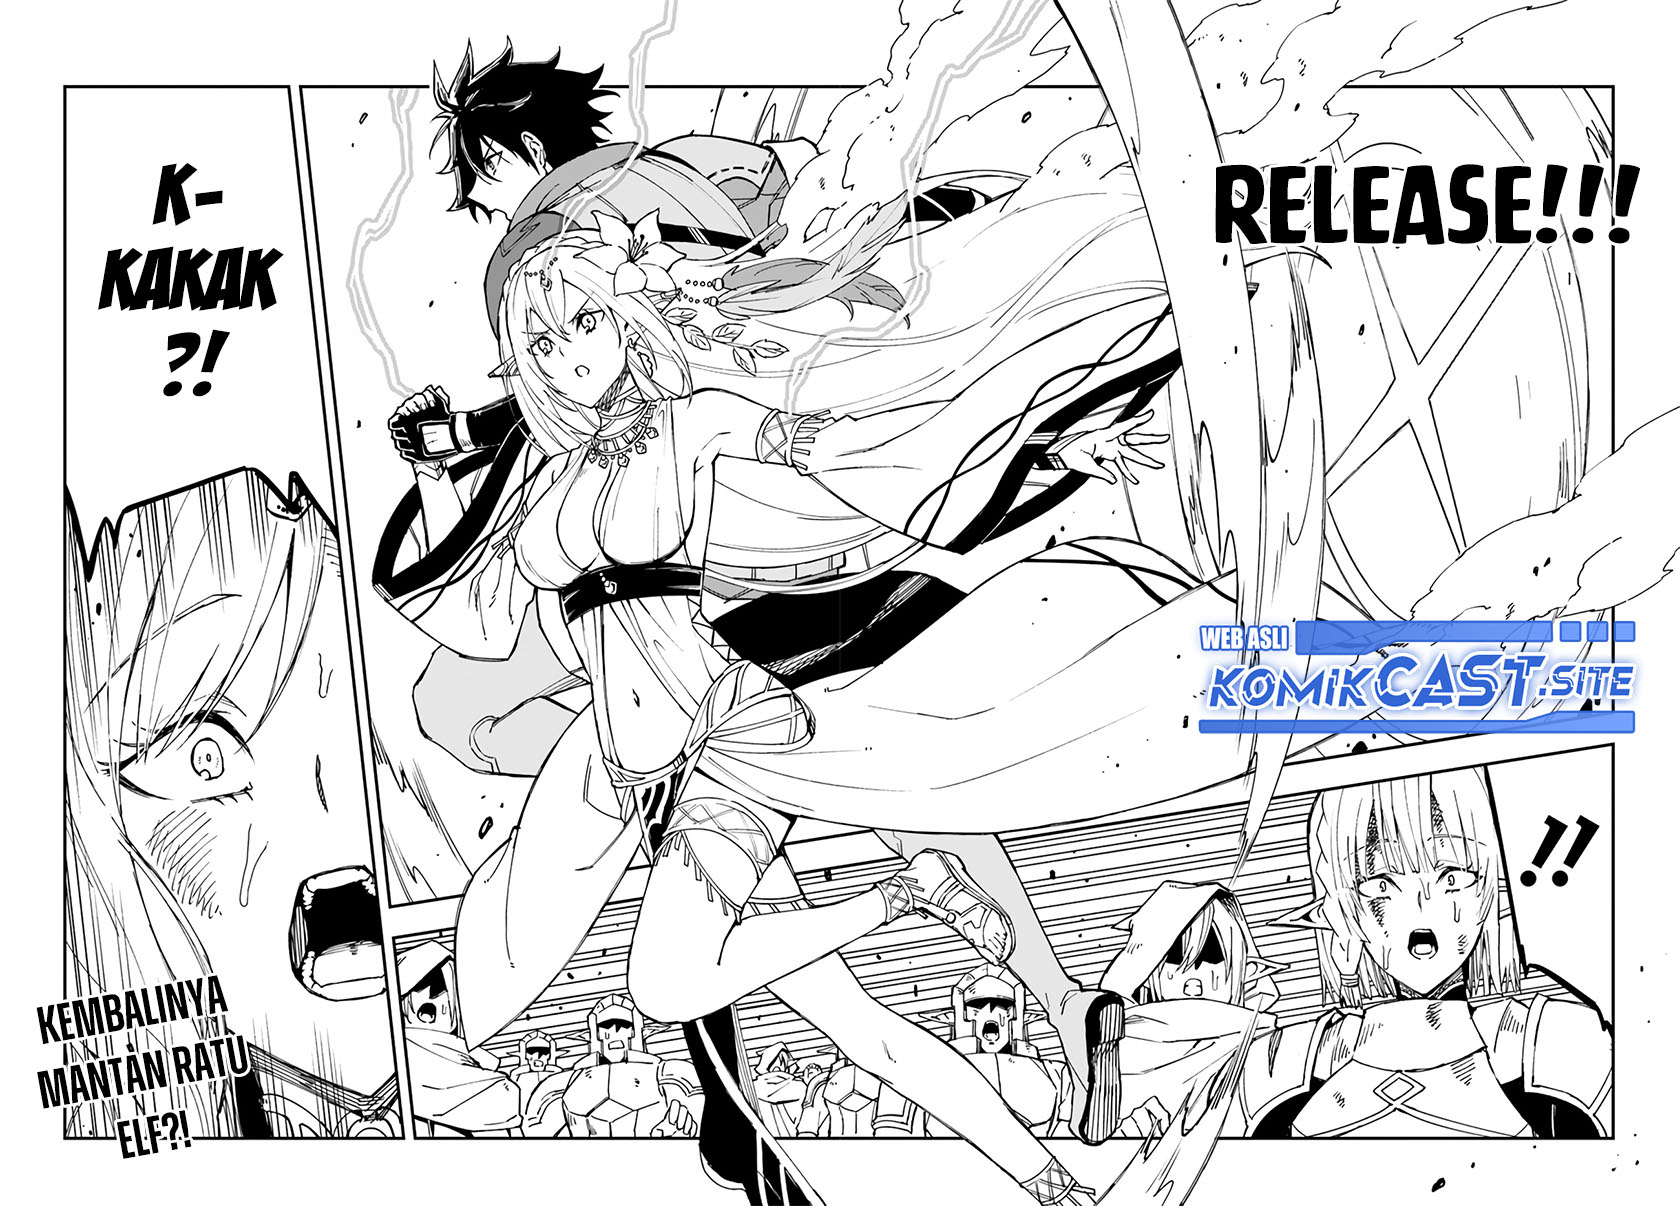 RELEASE!!!
K-
KAKAK
?!
WEB ASLI
KOMIKCAST.SITE
!!
KEMBALINYA
MANTAN RATU
ELF?!